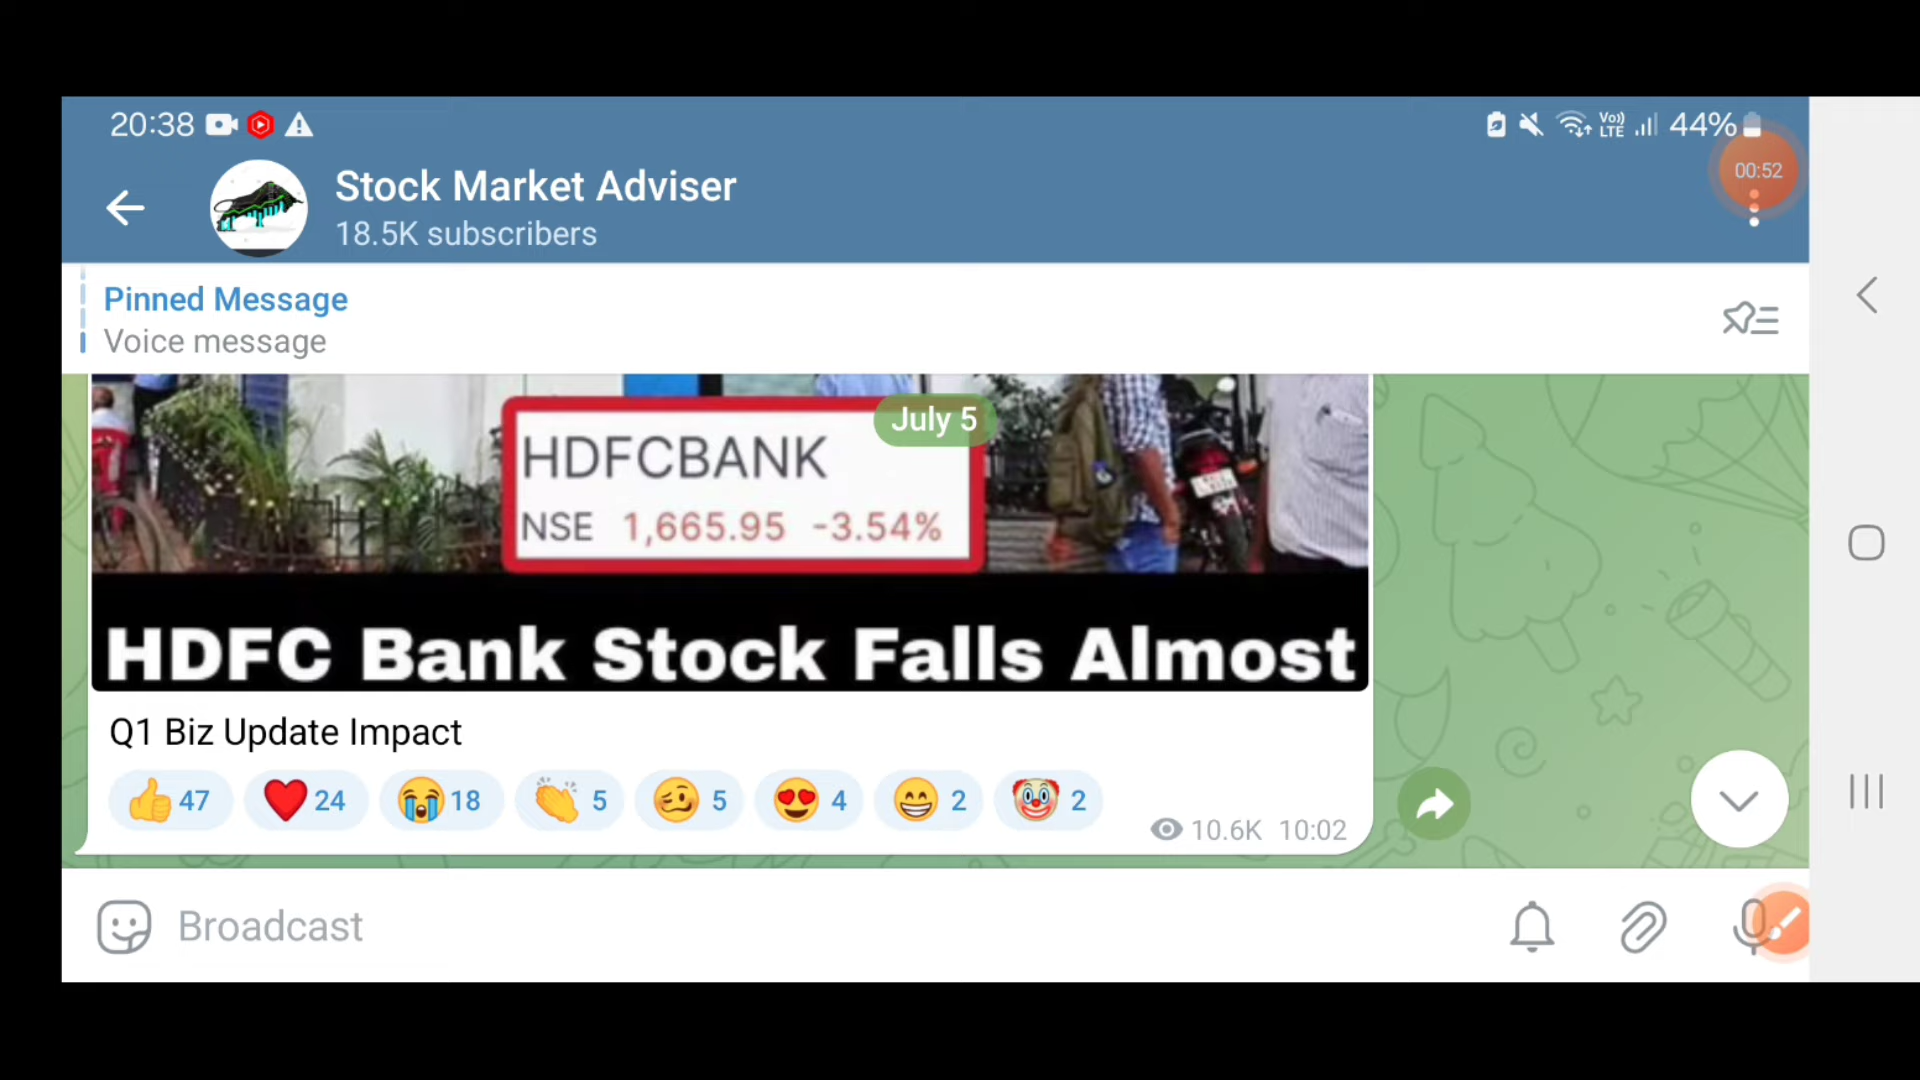 20:38
Vo)) LTE
44%
00:52
Stock Market Adviser
18.5K subscribers
Pinned Message
Voice message
July 5
HDFCBANK
NSE 1,665.95 -3.54%
HDFC Bank Stock Falls Almost
Q1 Biz Update Impact
👍 47 ❤️ 24 😭 18 👏 5 🥴 5 😍 4 😁 2 🤡 2
10.6K 10:02
Broadcast